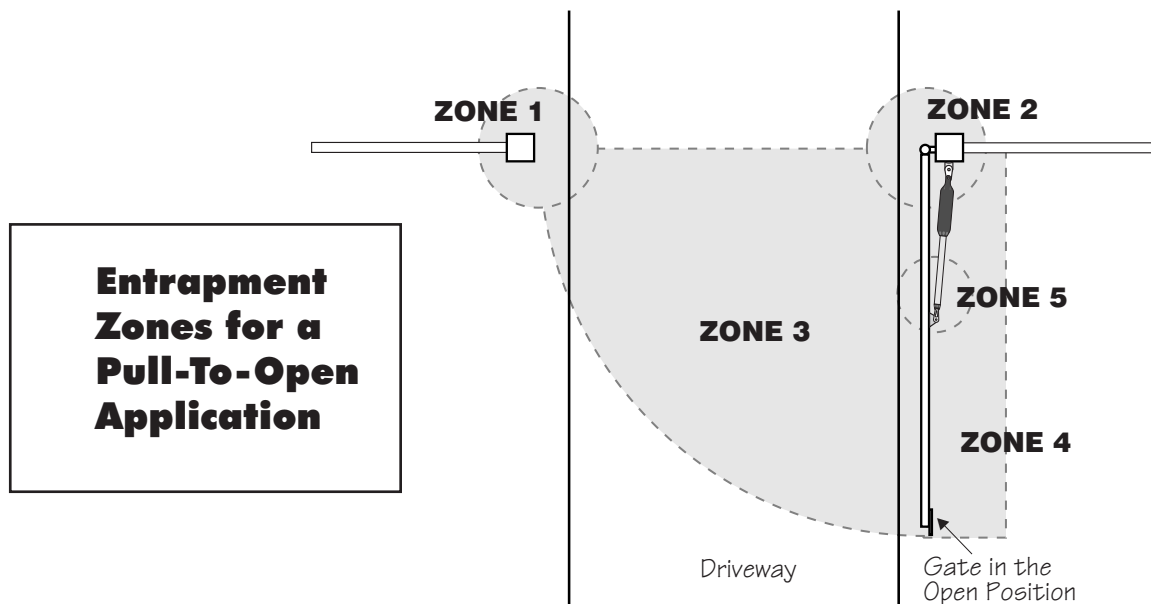 ZONE 1
ZONE 2
Entrapment
Zones for a
Pull-To-Open
Application
ZONE 5
ZONE 3
ZONE 4
Driveway
Gate in the
Open Position